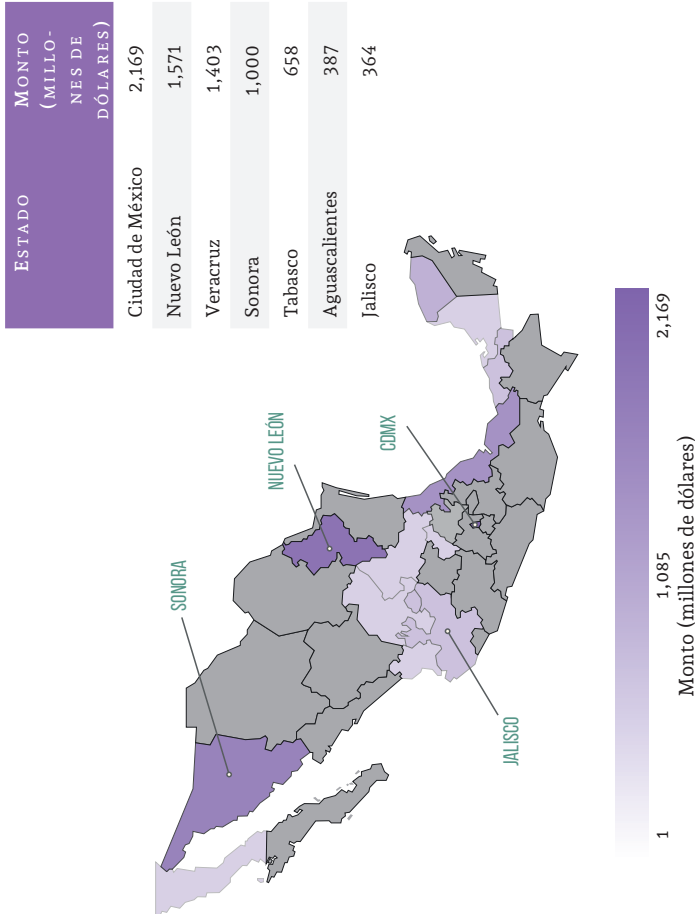 ESTADO MONTO
(MILLO-
NES DE
DÓLARES)
Ciudad de México 2,169
Nuevo León 1,571
Veracruz 1,403
Sonora 1,000
Tabasco 658
Aguascalientes 387
Jalisco 364
SONORA
NUEVO LEÓN
CDMX
JALISCO
1 1,085 2,169
Monto (millones de dólares)